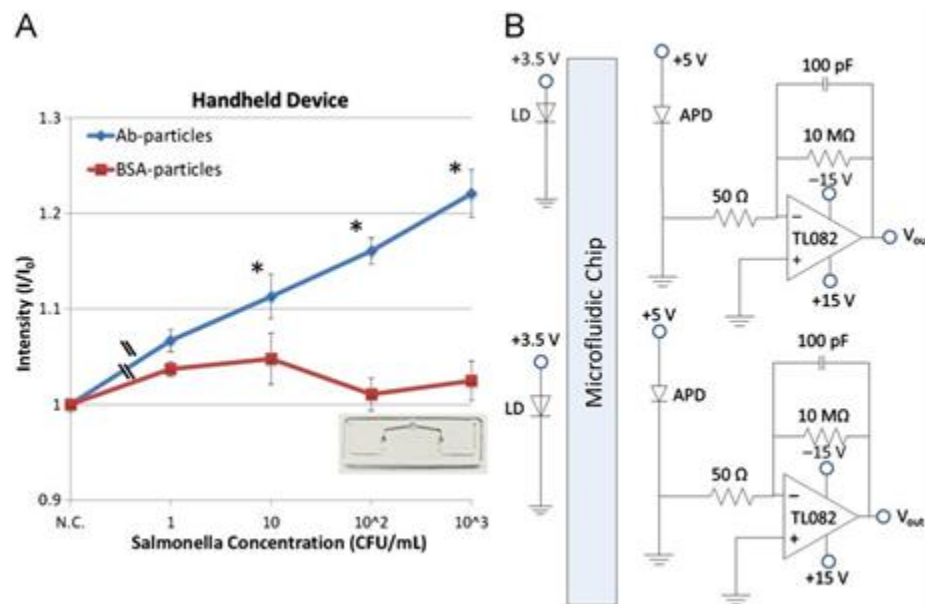 A
Handheld Device
Ab-particles
BSA-particles
*
*
*
1.3
1.2
1.1
1
0.9
Intensity (I/I₀)
N.C.
1
10
10^2
10^3
Salmonella Concentration (CFU/mL)
B
+3.5 V
LD
+3.5 V
LD
Microfluidic Chip
+5 V
APD
100 pF
10 MΩ
−15 V
50 Ω
−
+
TL082
Vou
+15 V
+5 V
APD
100 pF
10 MΩ
−15 V
50 Ω
−
+
TL082
Vout
+15 V